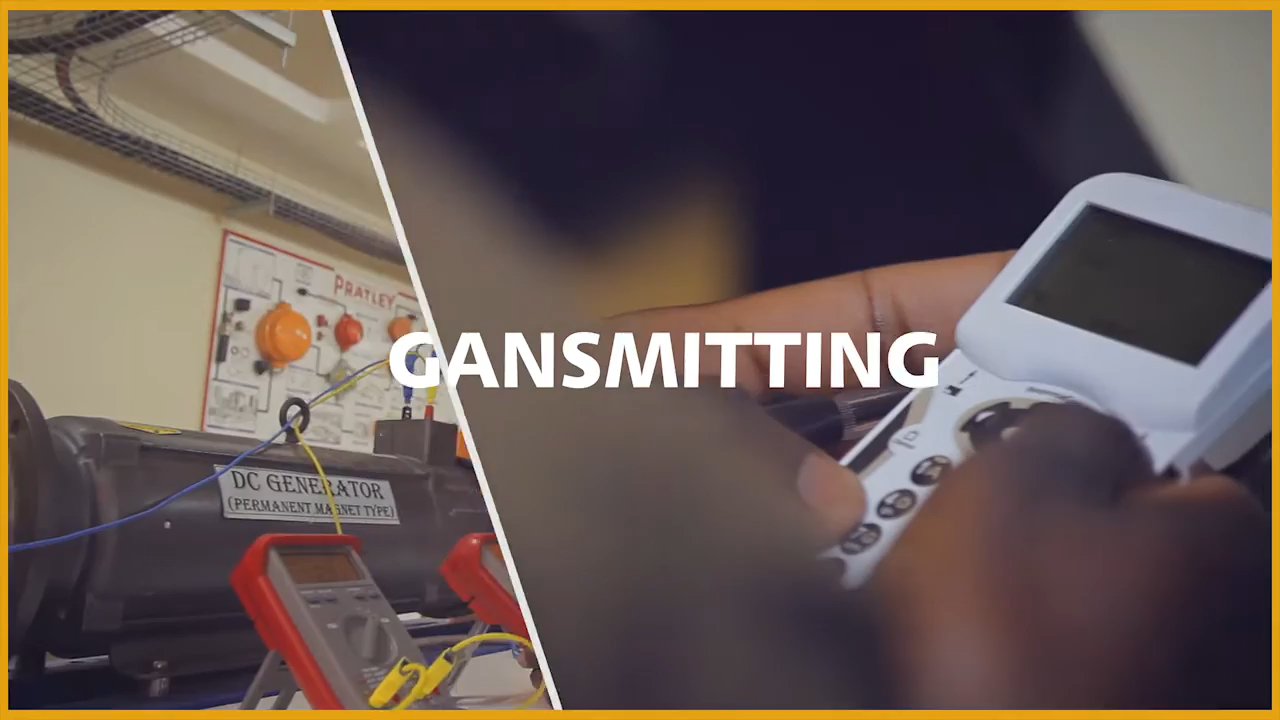 PRATLEY
GANSMITTING
DC GENERATOR
(PERMANENT MAGNET TYPE)